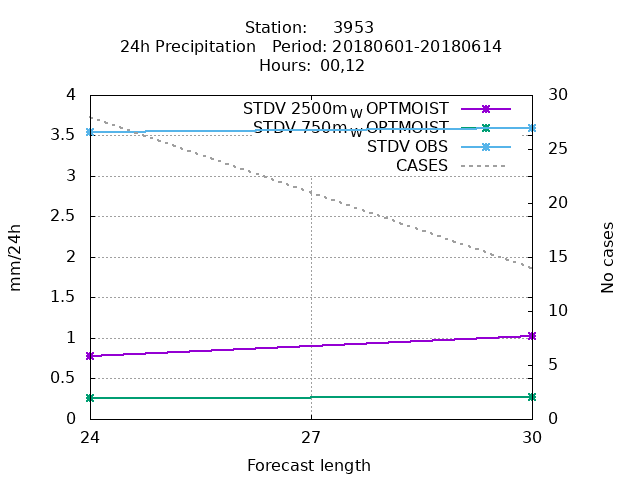 Station: 3953
24h Precipitation Period: 20180601-20180614
Hours: 00,12
STDV 2500m W OPTMOIST
STDV 750m W OPTMOIST
STDV OBS
CASES
4
3.5
3
2.5
2
1.5
1
0.5
0
30
25
20
15
10
5
0
mm/24h
No cases
24 27 30
Forecast length